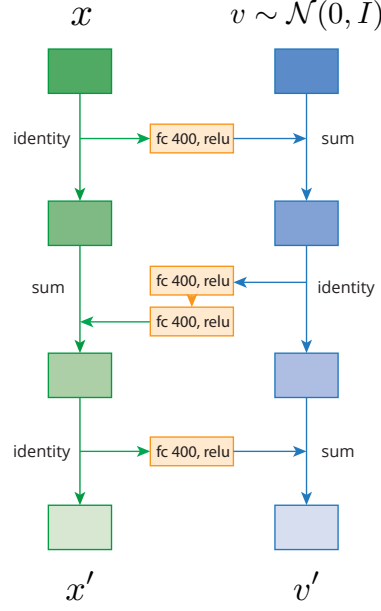 x v ∼ N(0, I)
identity fc 400, relu sum
fc 400, relu
sum identity
fc 400, relu
identity fc 400, relu sum
x′ v′